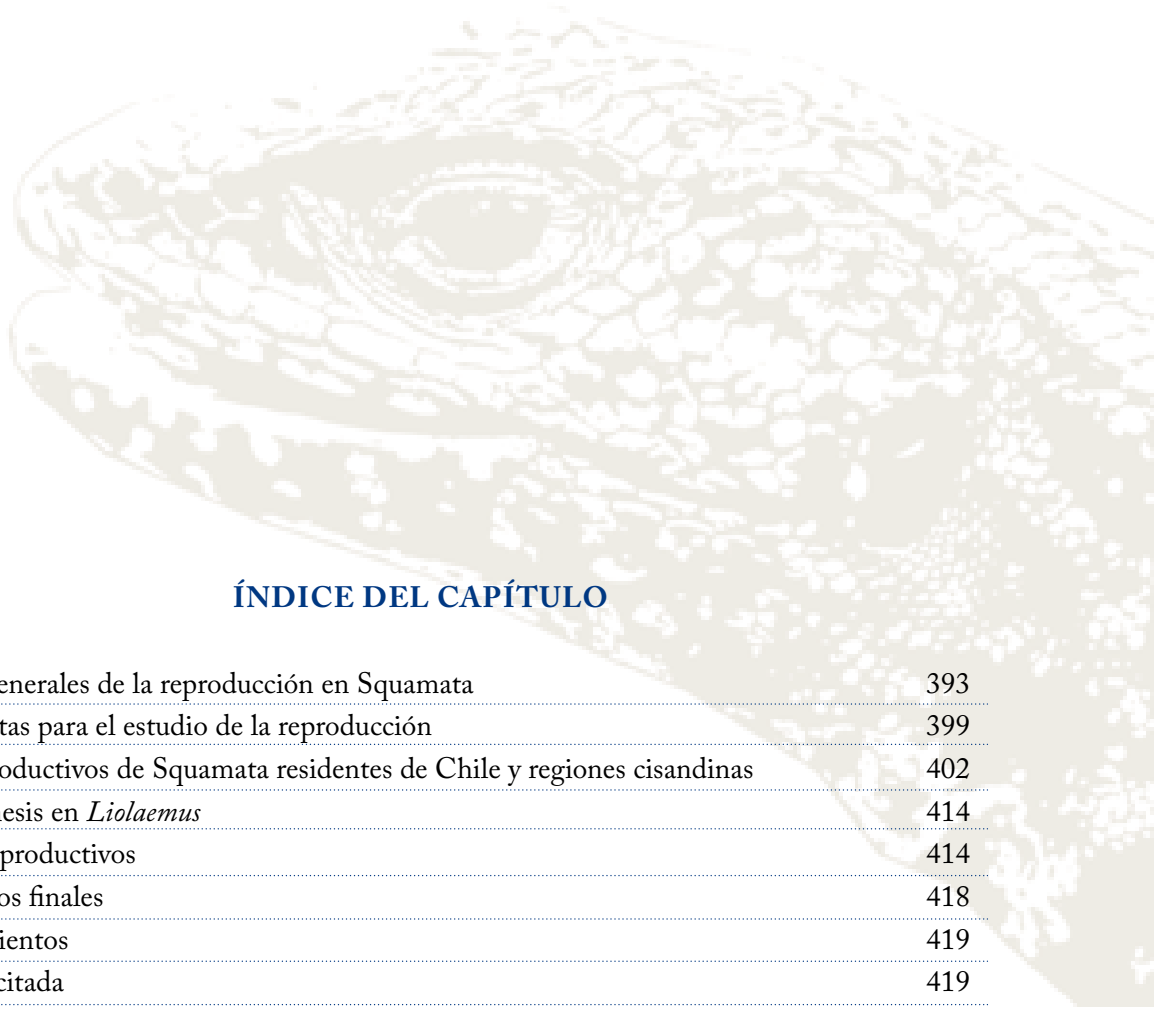 ÍNDICE DEL CAPÍTULO
enerales de la reproducción en Squamata 393
tas para el estudio de la reproducción 399
oductivos de Squamata residentes de Chile y regiones cisandinas 402
nesis en Liolaemus 414
productivos 414
os finales 418
ientos 419
citada 419